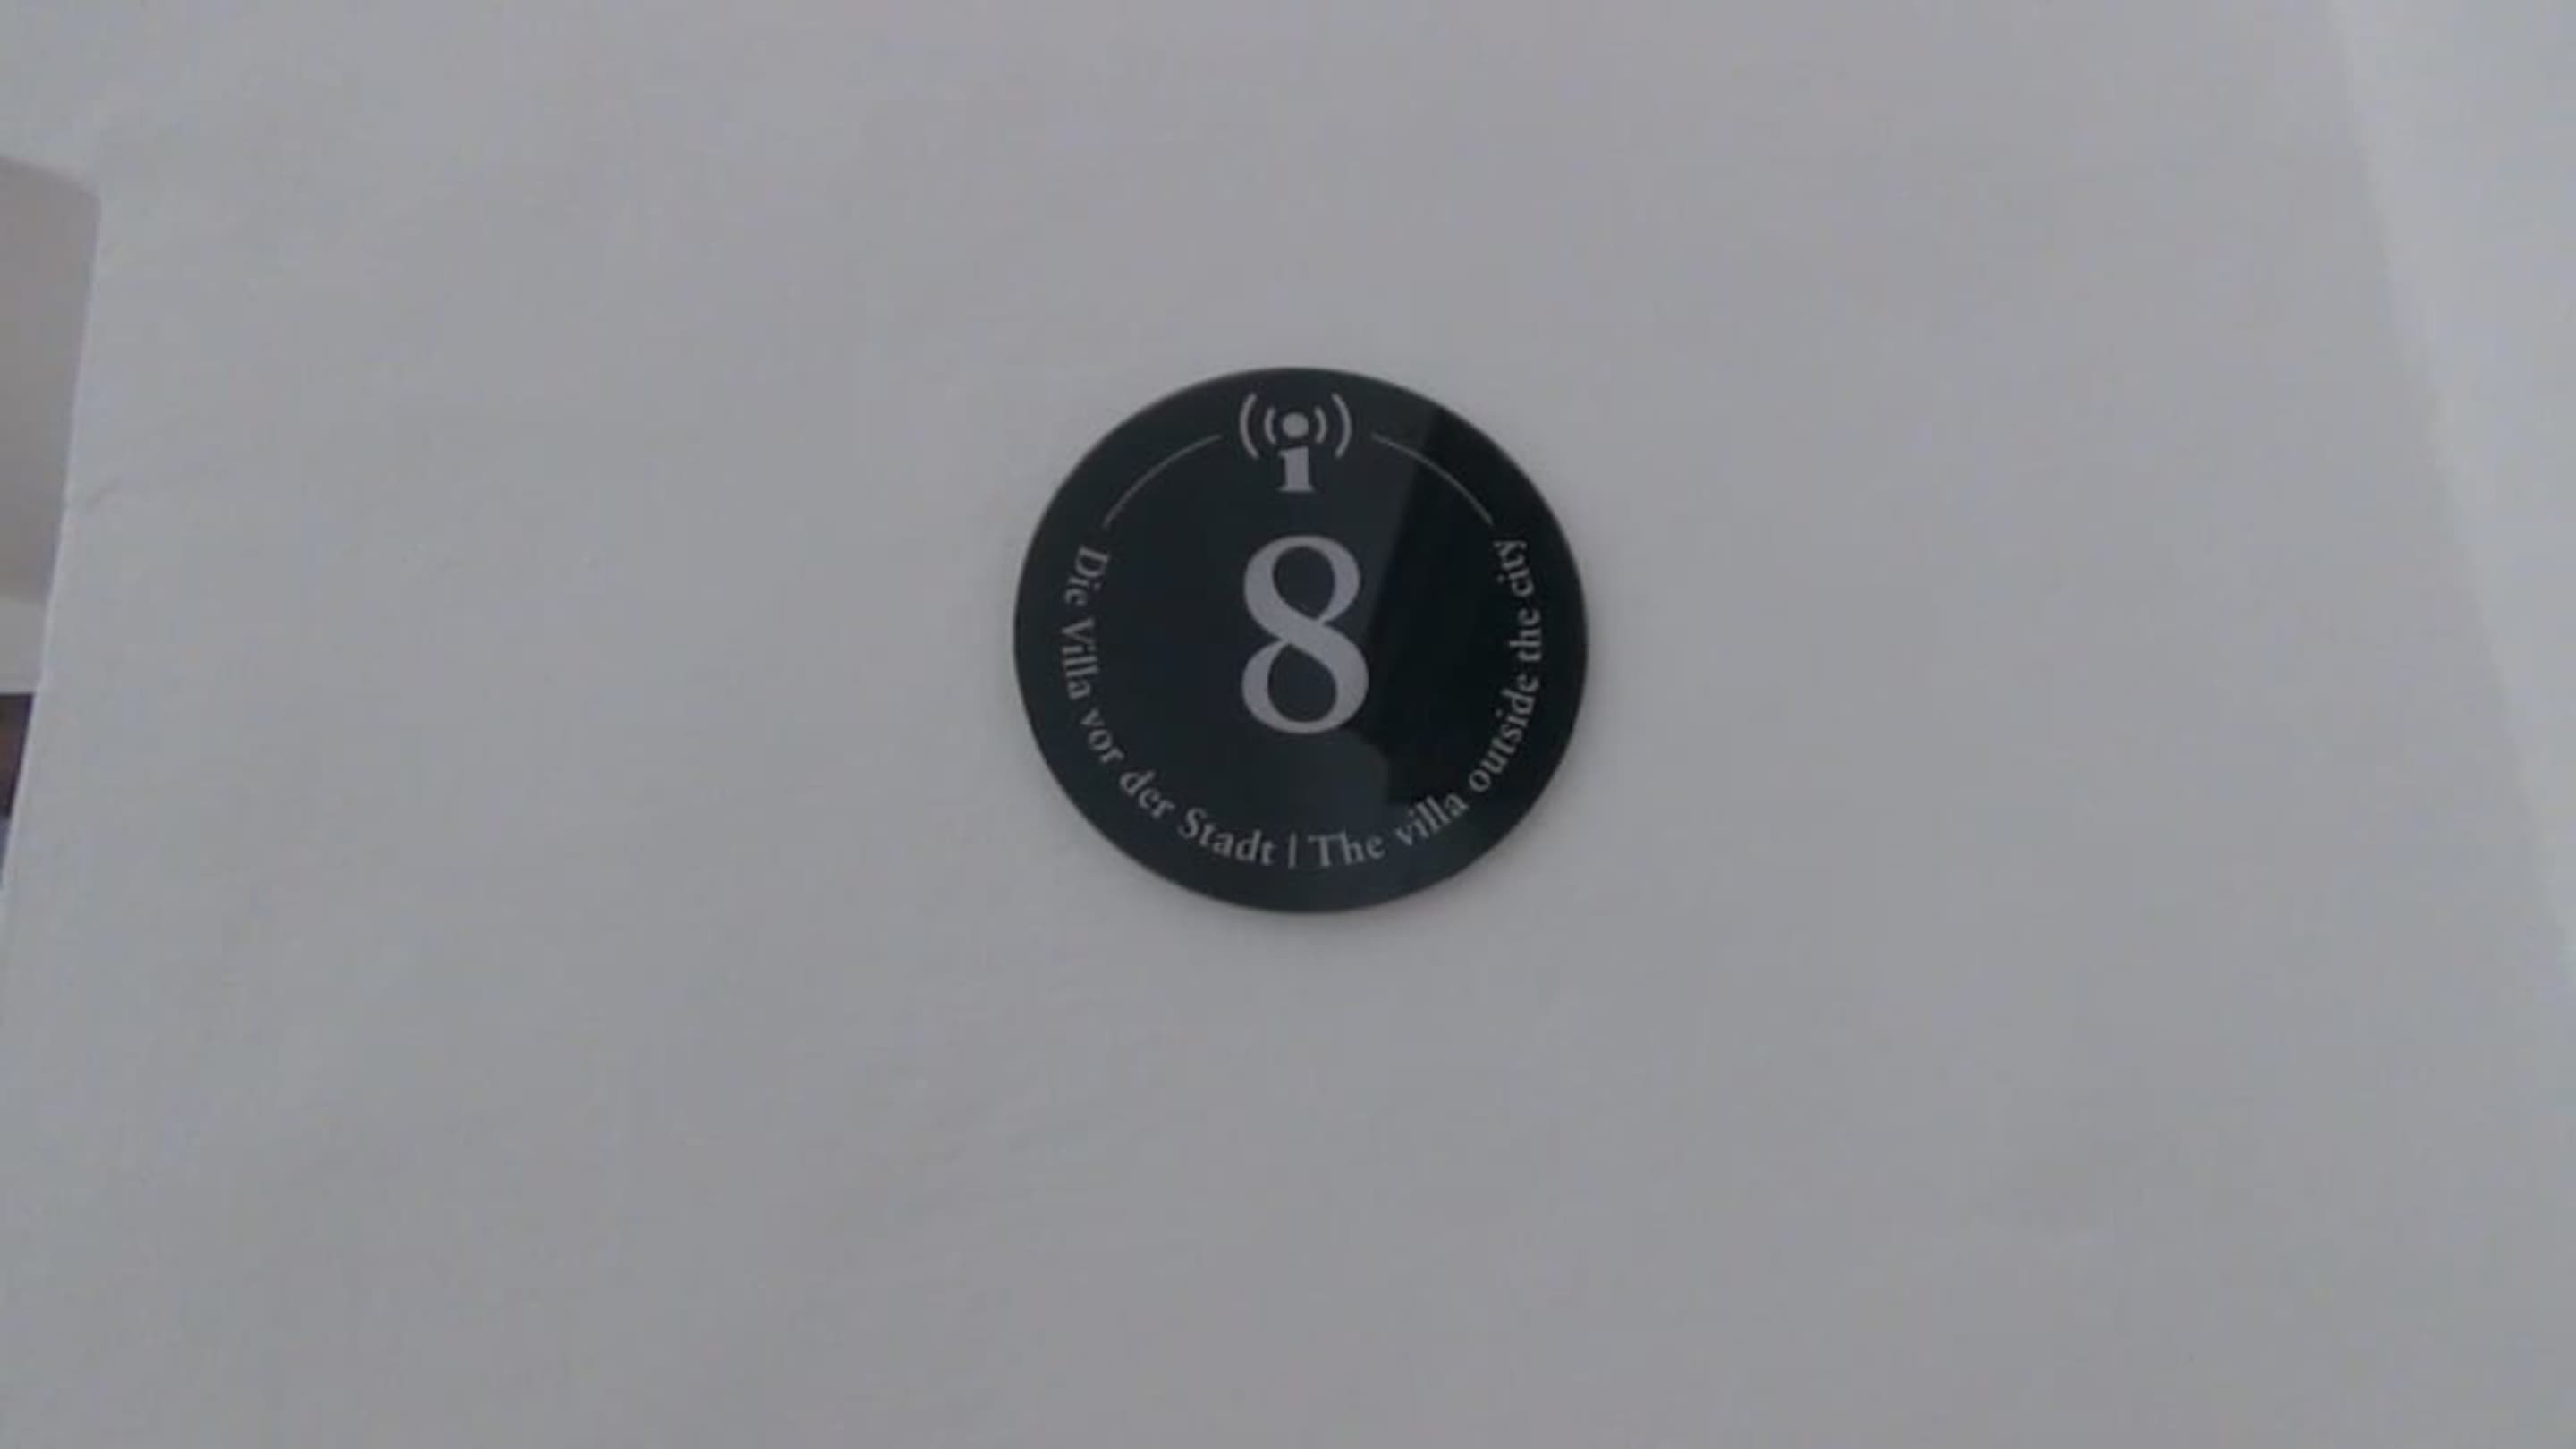 i
8
Die Villa vor der Stadt | The villa outside the city